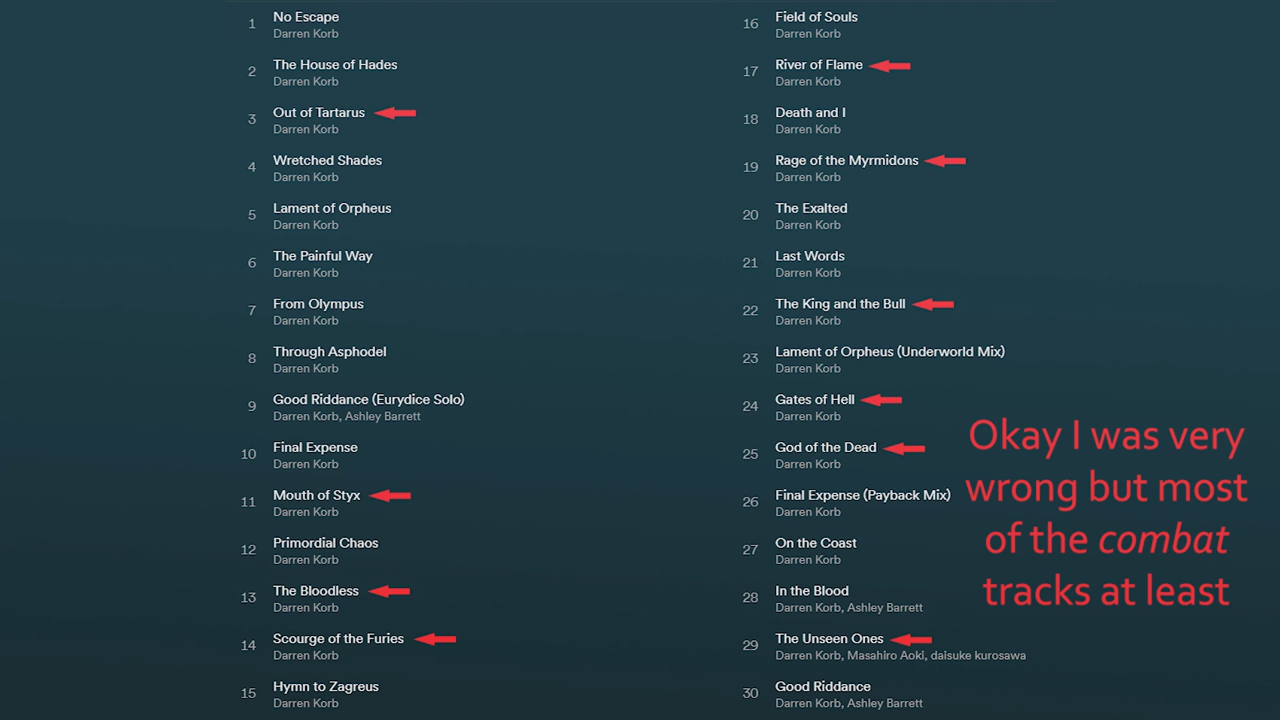 1
No Escape
Darren Korb
2
The House of Hades
Darren Korb
3
Out of Tartarus
Darren Korb
4
Wretched Shades
Darren Korb
5
Lament of Orpheus
Darren Korb
6
The Painful Way
Darren Korb
7
From Olympus
Darren Korb
8
Through Asphodel
Darren Korb
9
Good Riddance (Eurydice Solo)
Darren Korb, Ashley Barrett
10
Final Expense
Darren Korb
11
Mouth of Styx
Darren Korb
12
Primordial Chaos
Darren Korb
13
The Bloodless
Darren Korb
14
Scourge of the Furies
Darren Korb
15
Hymn to Zagreus
Darren Korb
16
Field of Souls
Darren Korb
17
River of Flame
Darren Korb
18
Death and I
Darren Korb
19
Rage of the Myrmidons
Darren Korb
20
The Exalted
Darren Korb
21
Last Words
Darren Korb
22
The King and the Bull
Darren Korb
23
Lament of Orpheus (Underworld Mix)
Darren Korb
24
Gates of Hell
Darren Korb
25
God of the Dead
Darren Korb
26
Final Expense (Payback Mix)
Darren Korb
27
On the Coast
Darren Korb
28
In the Blood
Darren Korb, Ashley Barrett
29
The Unseen Ones
Darren Korb, Masahiro Aoki, daisuke kurosawa
30
Good Riddance
Darren Korb, Ashley Barrett
Okay I was very
wrong but most
of the combat
tracks at least